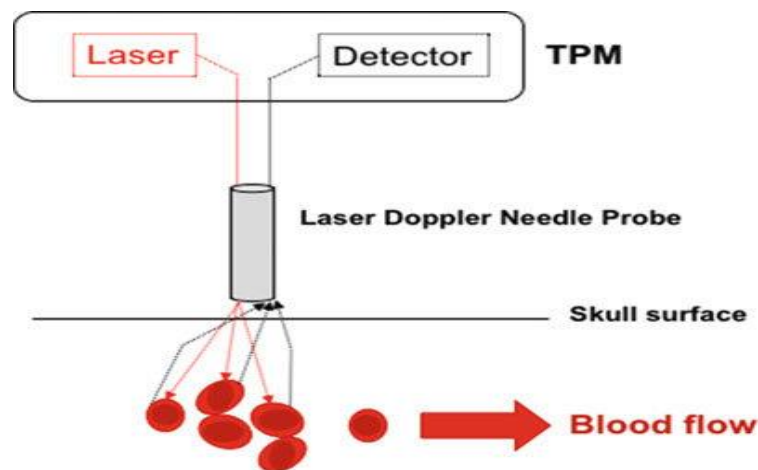 Laser
Detector
TPM
Laser Doppler Needle Probe
Skull surface
Blood flow